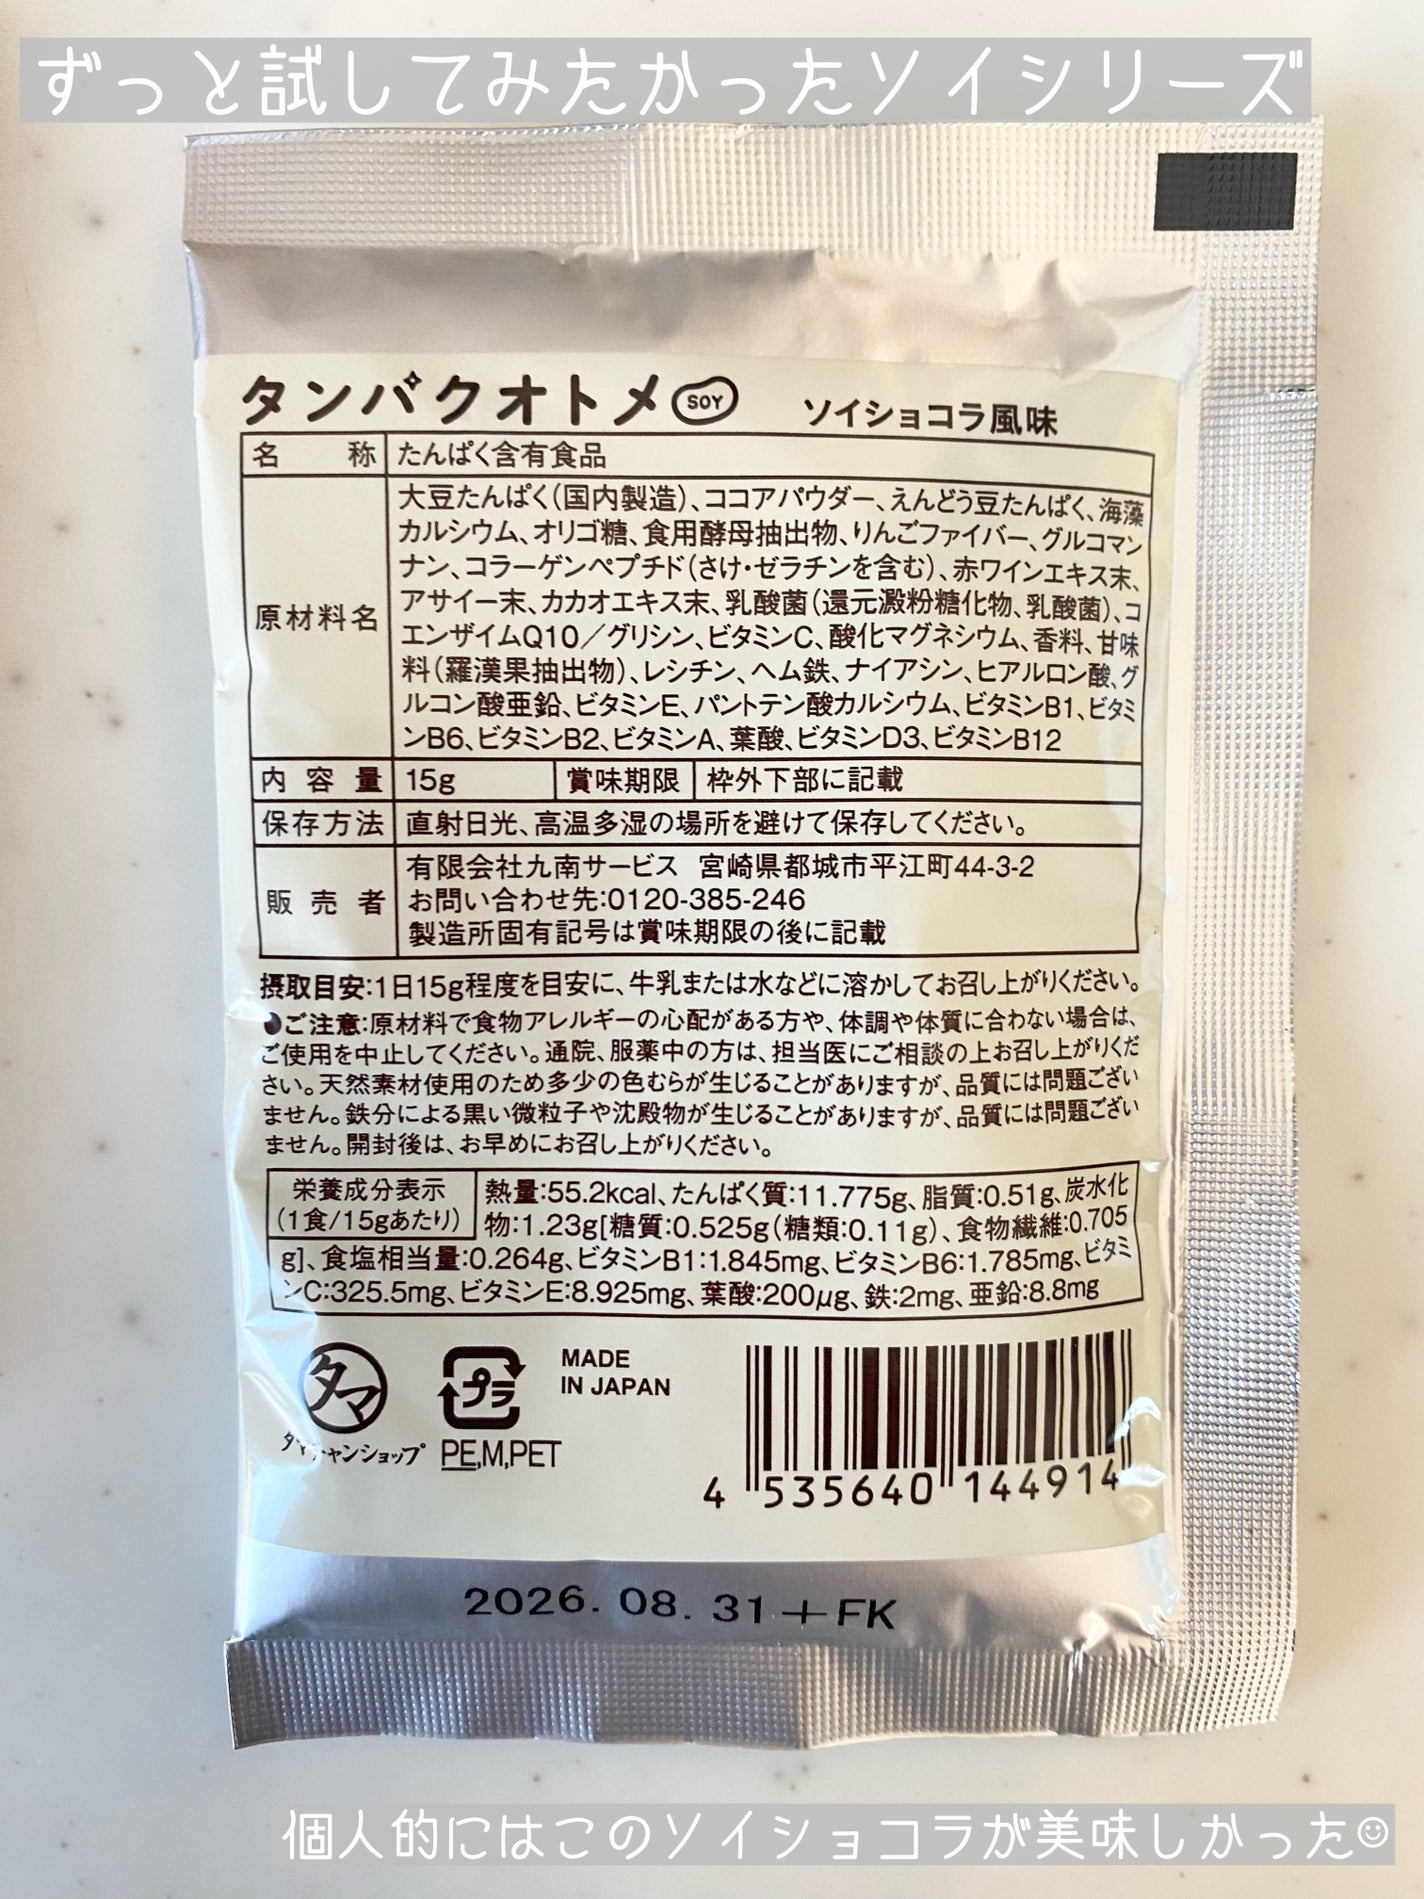 ずっと試してみたかったソイシリーズ
タンパクオトメ SOY ソイショコラ風味
名称 たんぱく含有食品
原材料名
大豆たんぱく(国内製造)、ココアパウダー、えんどう豆たんぱく、海藻
カルシウム、オリゴ糖、食用酵母抽出物、りんごファイバー、グルコマン
ナン、コラーゲンペプチド(さけ・ゼラチンを含む)、赤ワインエキス末、
アサイー末、カカオエキス末、乳酸菌(還元澱粉糖化物、乳酸菌)、コ
エンザイムQ10/グリシン、ビタミンC、酸化マグネシウム、香料、甘味
料(羅漢果抽出物)、レシチン、ヘム鉄、ナイアシン、ヒアルロン酸、グ
ルコン酸亜鉛、ビタミンE、パントテン酸カルシウム、ビタミンB1、ビタミ
ンB6、ビタミンB2、ビタミンA、葉酸、ビタミンD3、ビタミンB12
内容量 15g 賞味期限 枠外下部に記載
保存方法 直射日光、高温多湿の場所を避けて保存してください。
販売者
有限会社九南サービス 宮崎県都城市平江町44-3-2
お問い合わせ先:0120-385-246
製造所固有記号は賞味期限の後に記載
摂取目安:1日15g程度を目安に、牛乳または水などに溶かしてお召し上がりください。
●ご注意:原材料で食物アレルギーの心配がある方や、体調や体質に合わない場合は、
ご使用を中止してください。通院、服薬中の方は、担当医にご相談の上お召し上がりくだ
さい。天然素材使用のため多少の色むらが生じることがありますが、品質には問題ござい
ません。鉄分による黒い微粒子や沈殿物が生じることがありますが、品質には問題ござい
ません。開封後は、お早めにお召し上がりください。
栄養成分表示
(1食/15gあたり)
熱量:55.2kcal、たんぱく質:11.775g、脂質:0.51g、炭水化
物:1.23g[糖質:0.525g(糖類:0.11g)、食物繊維:0.705
g]、食塩相当量:0.264g、ビタミンB1:1.845mg、ビタミンB6:1.785mg、ビタミ
ンC:325.5mg、ビタミンE:8.925mg、葉酸:200μg、鉄:2mg、亜鉛:8.8mg
タマ
タマチャンショップ
プラ
PE,M,PET
MADE
IN JAPAN
4 535640 144914
2026. 08. 31+FK
個人的にはこのソイショコラが美味しかった☺